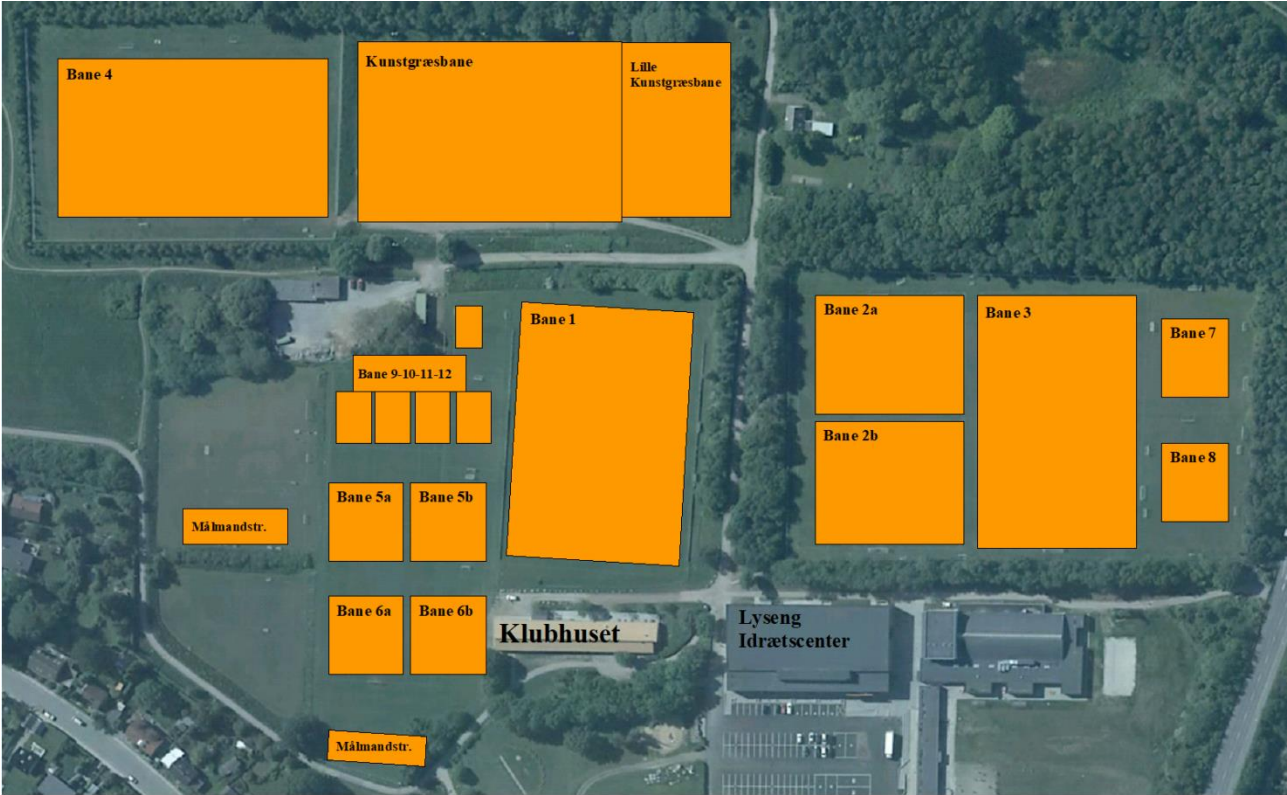 Bane 4
Kunstgræsbane
Lille
Kunstgræsbane
Bane 1
Bane 2a
Bane 3
Bane 7
Bane 9-10-11-12
Bane 2b
Bane 8
Bane 5a
Bane 5b
Målmandstr.
Bane 6a
Bane 6b
Klubhuset
Lyseng
Idrætscenter
Målmandstr.